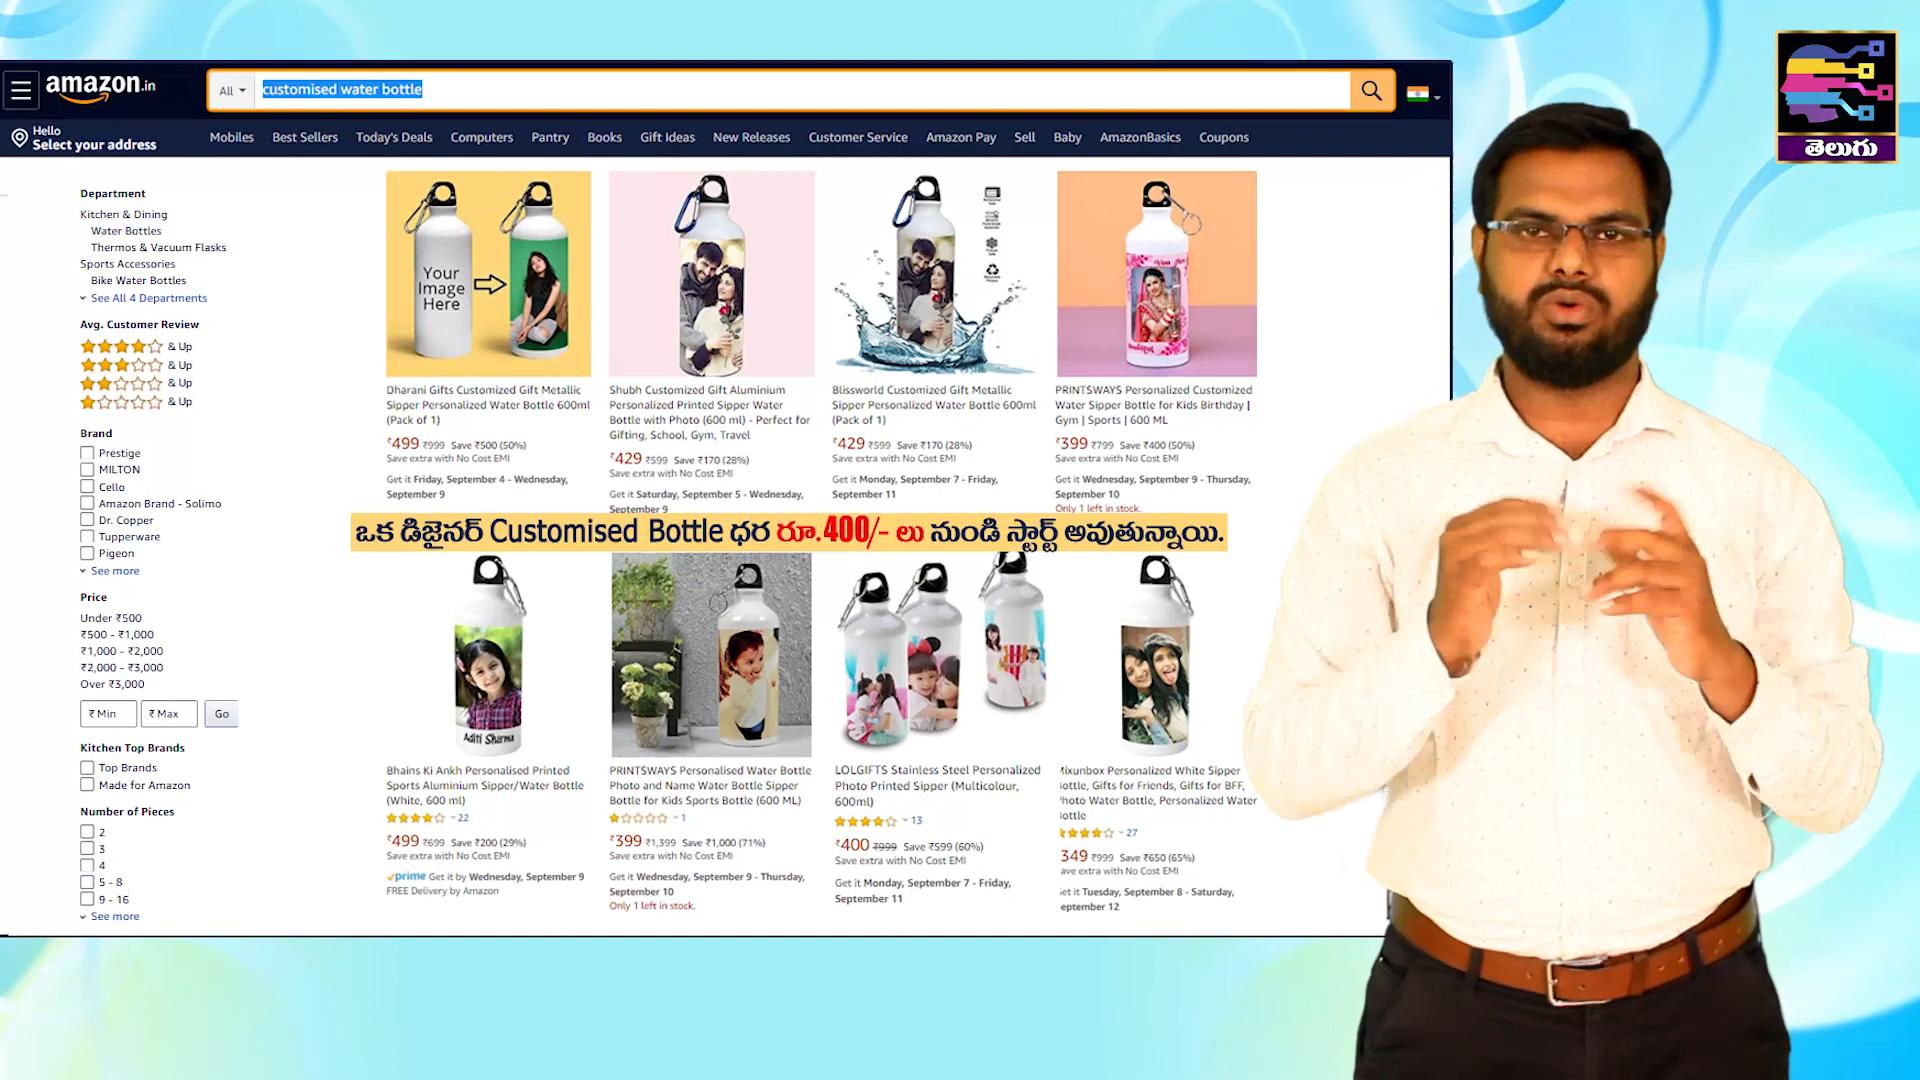 amazon.in
All
customised water bottle
Hello
Select your address
Mobiles Best Sellers Today's Deals Computers Pantry Books Gift Ideas New Releases Customer Service Amazon Pay Sell Baby AmazonBasics Coupons
తెలుగు
Department
Kitchen & Dining
Water Bottles
Thermos & Vacuum Flasks
Sports Accessories
Bike Water Bottles
See All 4 Departments
Avg. Customer Review
& Up
& Up
& Up
& Up
Brand
Prestige
MILTON
Cello
Amazon Brand - Solimo
Dr. Copper
Tupperware
Pigeon
See more
Price
Under ₹500
₹500 - ₹1,000
₹1,000 - ₹2,000
₹2,000 - ₹3,000
Over ₹3,000
₹ Min ₹ Max Go
Kitchen Top Brands
Top Brands
Made for Amazon
Number of Pieces
2
3
4
5 - 8
9 - 16
See more
Your
Image
Here
Dharani Gifts Customized Gift Metallic
Sipper Personalized Water Bottle 600ml
(Pack of 1)
₹499 ₹999 Save ₹500 (50%)
Save extra with No Cost EMI
Get it Friday, September 4 - Wednesday,
September 9
Shubh Customized Gift Aluminium
Personalized Printed Sipper Water
Bottle with Photo (600 ml) - Perfect for
Gifting, School, Gym, Travel
₹429 ₹599 Save ₹170 (28%)
Save extra with No Cost EMI
Get it Saturday, September 5 - Wednesday,
September 9
Blissworld Customized Gift Metallic
Sipper Personalized Water Bottle 600ml
(Pack of 1)
₹429 ₹599 Save ₹170 (28%)
Save extra with No Cost EMI
Get it Monday, September 7 - Friday,
September 11
PRINTSWAYS Personalized Customized
Water Sipper Bottle for Kids Birthday |
Gym | Sports | 600 ML
₹399 ₹799 Save ₹400 (50%)
Save extra with No Cost EMI
Get it Wednesday, September 9 - Thursday,
September 10
Only 1 left in stock.
ఒక డిజైనర్ Customised Bottle ధర రూ.400/- లు నుండి స్టార్ట్ అవుతున్నాయి.
Aditi Sharma
Bhains Ki Ankh Personalised Printed
Sports Aluminium Sipper/Water Bottle
(White, 600 ml)
22
₹499 ₹699 Save ₹200 (29%)
Save extra with No Cost EMI
prime Get it by Wednesday, September 9
FREE Delivery by Amazon
PRINTSWAYS Personalised Water Bottle
Photo and Name Water Bottle Sipper
Bottle for Kids Sports Bottle (600 ML)
1
₹399 ₹1,399 Save ₹1,000 (71%)
Save extra with No Cost EMI
Get it Wednesday, September 9 - Thursday,
September 10
Only 1 left in stock.
LOLGIFTS Stainless Steel Personalized
Photo Printed Sipper (Multicolour,
600ml)
13
₹400 ₹999 Save ₹599 (60%)
Save extra with No Cost EMI
Get it Monday, September 7 - Friday,
September 11
Mixunbox Personalized White Sipper
ottle, Gifts for Friends, Gifts for BFF,
hoto Water Bottle, Personalized Water
ottle
27
349 ₹999 Save ₹650 (65%)
ave extra with No Cost EMI
et it Tuesday, September 8 - Saturday,
eptember 12